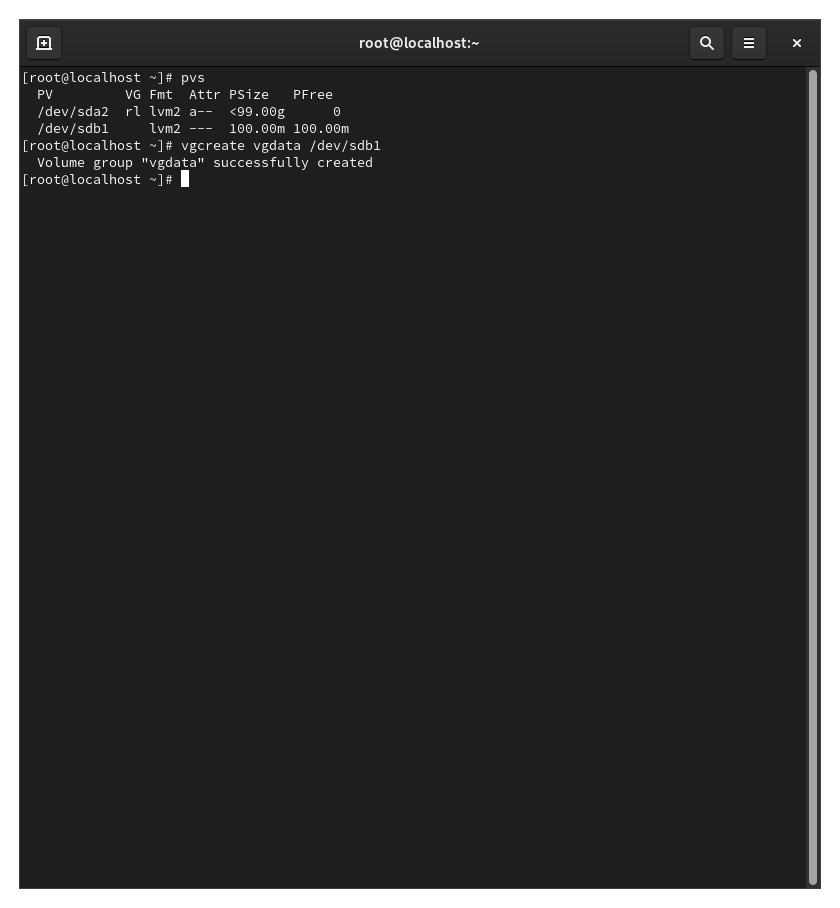 root@localhost:~
[root@localhost ~]# pvs
  PV         VG Fmt  Attr PSize   PFree
  /dev/sda2  rl lvm2 a--  <99.00g      0
  /dev/sdb1     lvm2 ---  100.00m 100.00m
[root@localhost ~]# vgcreate vgdata /dev/sdb1
  Volume group "vgdata" successfully created
[root@localhost ~]#